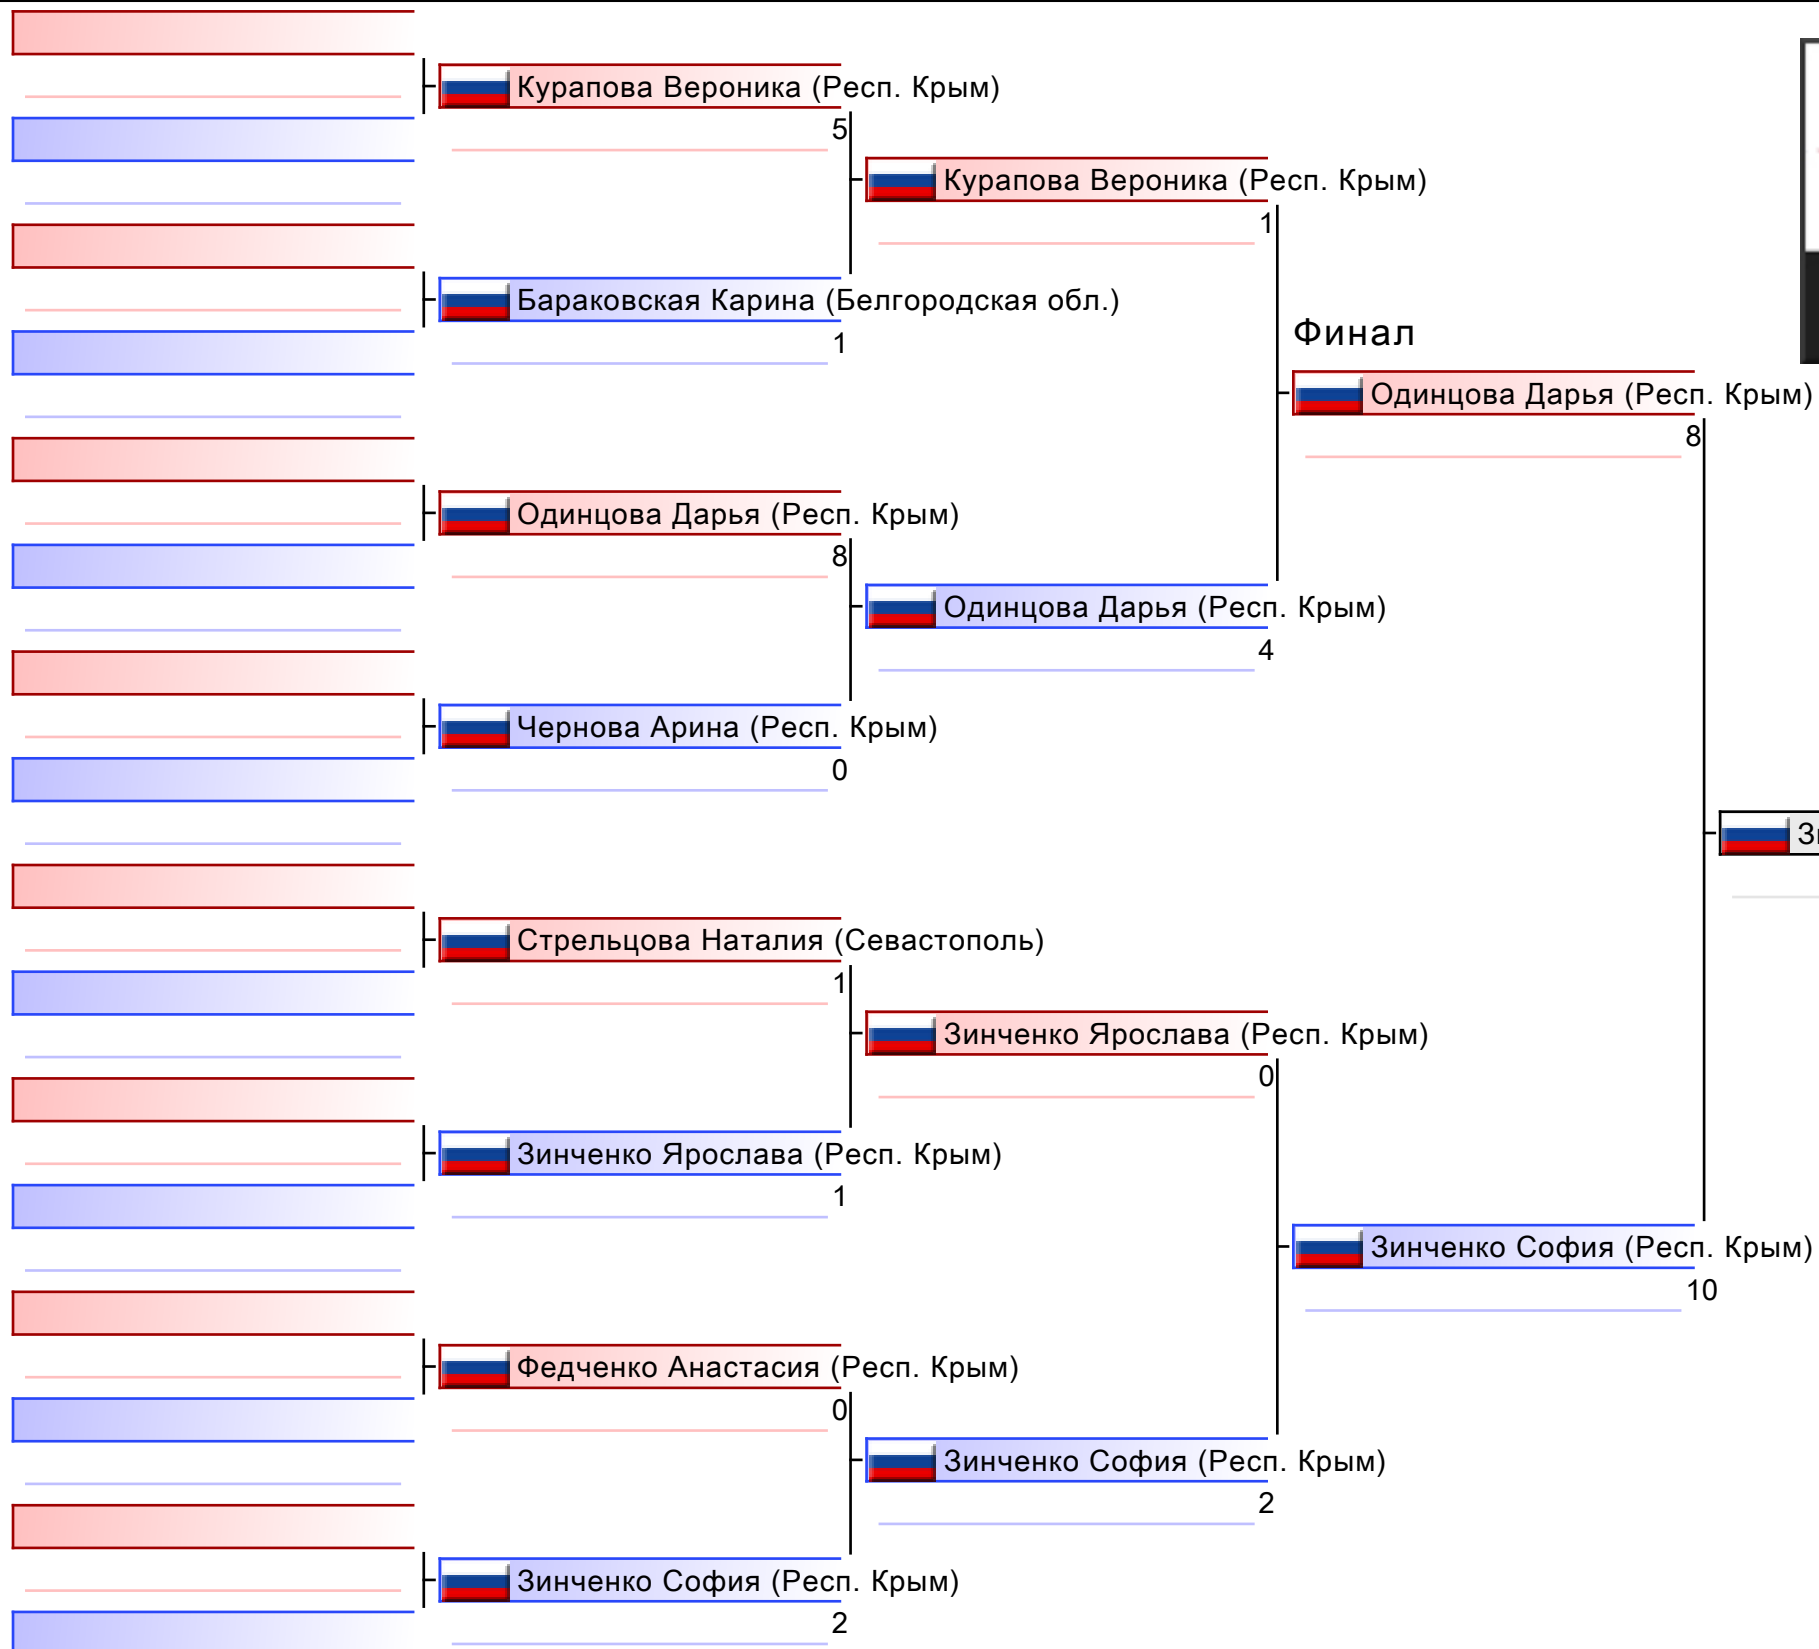 Курапова Вероника (Респ. Крым)
5
Бараковская Карина (Белгородская обл.)
1
Одинцова Дарья (Респ. Крым)
8
Чернова Арина (Респ. Крым)
0
Стрельцова Наталия (Севастополь)
1
Зинченко Ярослава (Респ. Крым)
1
Федченко Анастасия (Респ. Крым)
0
Зинченко София (Респ. Крым)
2
Курапова Вероника (Респ. Крым)
1
Одинцова Дарья (Респ. Крым)
4
Зинченко Ярослава (Респ. Крым)
0
Зинченко София (Респ. Крым)
2
Финал
Одинцова Дарья (Респ. Крым)
8
Зинченко София (Респ. Крым)
10